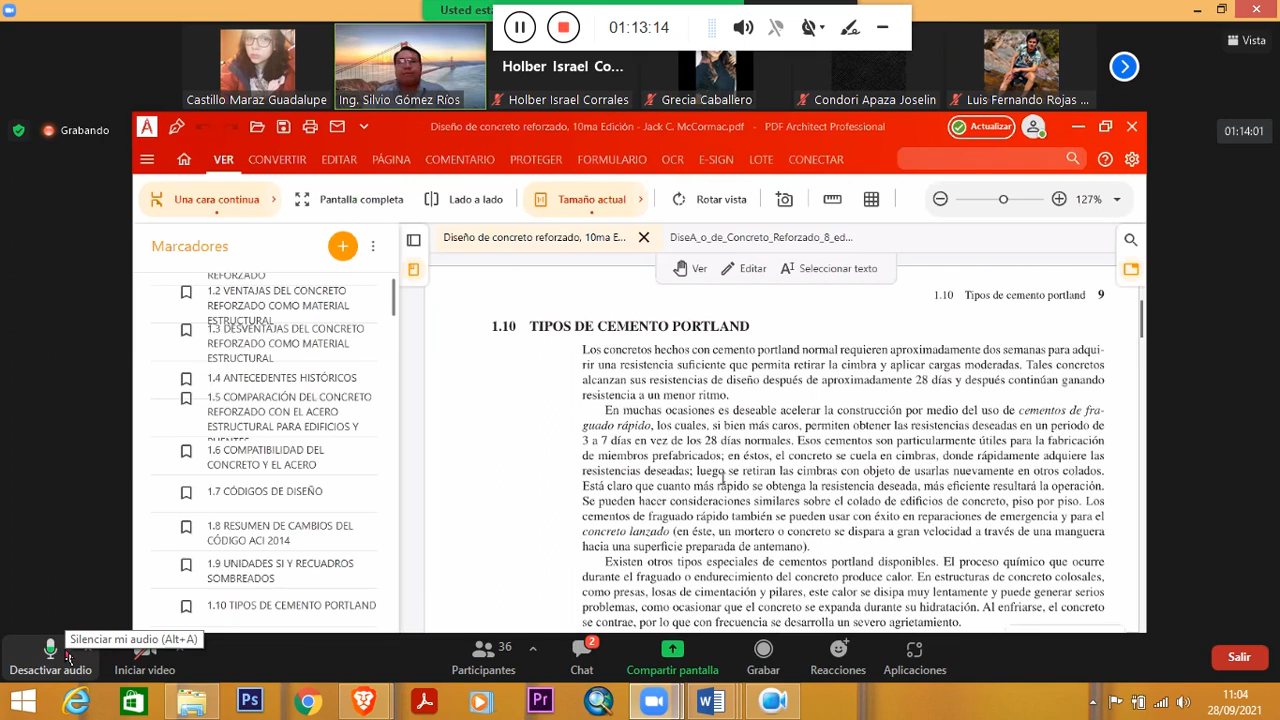 Usted está
01:13:14
Vista
Holber Israel Co...
Castillo Maraz Guadalupe
Ing. Silvio Gómez Ríos
Holber Israel Corrales
Grecia Caballero
Condori Apaza Joselin
Luis Fernando Rojas ...
Grabando
01:14:01
Diseño de concreto reforzado, 10ma Edición - Jack C. McCormac.pdf - PDF Architect Professional
Actualizar
VER CONVERTIR EDITAR PÁGINA COMENTARIO PROTEGER FORMULARIO OCR E-SIGN LOTE CONECTAR
Una cara continua
Pantalla completa
Lado a lado
Tamaño actual
Rotar vista
127%
Marcadores
Diseño de concreto reforzado, 10ma E...
DiseA_o_de_Concreto_Reforzado_8_ed...
Ver
Editar
Seleccionar texto
REFORZADO
1.2 VENTAJAS DEL CONCRETO
REFORZADO COMO MATERIAL
ESTRUCTURAL
1.3 DESVENTAJAS DEL CONCRETO
REFORZADO COMO MATERIAL
ESTRUCTURAL
1.4 ANTECEDENTES HISTÓRICOS
1.5 COMPARACIÓN DEL CONCRETO
REFORZADO CON EL ACERO
ESTRUCTURAL PARA EDIFICIOS Y
PUENTES
1.6 COMPATIBILIDAD DEL
CONCRETO Y EL ACERO
1.7 CÓDIGOS DE DISEÑO
1.8 RESUMEN DE CAMBIOS DEL
CÓDIGO ACI 2014
1.9 UNIDADES SI Y RECUADROS
SOMBREADOS
1.10 TIPOS DE CEMENTO PORTLAND
1.10 Tipos de cemento portland 9
1.10 TIPOS DE CEMENTO PORTLAND
Los concretos hechos con cemento portland normal requieren aproximadamente dos semanas para adqui-
rir una resistencia suficiente que permita retirar la cimbra y aplicar cargas moderadas. Tales concretos
alcanzan sus resistencias de diseño después de aproximadamente 28 días y después continúan ganando
resistencia a un menor ritmo.
En muchas ocasiones es deseable acelerar la construcción por medio del uso de cementos de fra-
guado rápido, los cuales, si bien más caros, permiten obtener las resistencias deseadas en un periodo de
3 a 7 días en vez de los 28 días normales. Esos cementos son particularmente útiles para la fabricación
de miembros prefabricados; en éstos, el concreto se cuela en cimbras, donde rápidamente adquiere las
resistencias deseadas; luego se retiran las cimbras con objeto de usarlas nuevamente en otros colados.
Está claro que cuanto más rápido se obtenga la resistencia deseada, más eficiente resultará la operación.
Se pueden hacer consideraciones similares sobre el colado de edificios de concreto, piso por piso. Los
cementos de fraguado rápido también se pueden usar con éxito en reparaciones de emergencia y para el
concreto lanzado (en éste, un mortero o concreto se dispara a gran velocidad a través de una manguera
hacia una superficie preparada de antemano).
Existen otros tipos especiales de cementos portland disponibles. El proceso químico que ocurre
durante el fraguado o endurecimiento del concreto produce calor. En estructuras de concreto colosales,
como presas, losas de cimentación y pilares, este calor se disipa muy lentamente y puede generar serios
problemas, como ocasionar que el concreto se expanda durante su hidratación. Al enfriarse, el concreto
se contrae, por lo que con frecuencia se desarrolla un severo agrietamiento.
Silenciar mi audio (Alt+A)
Desactivar audio
Iniciar video
36
Participantes
2
Chat
Compartir pantalla
Grabar
Reacciones
Aplicaciones
Salir
Ps
Pr
11:04
28/09/2021